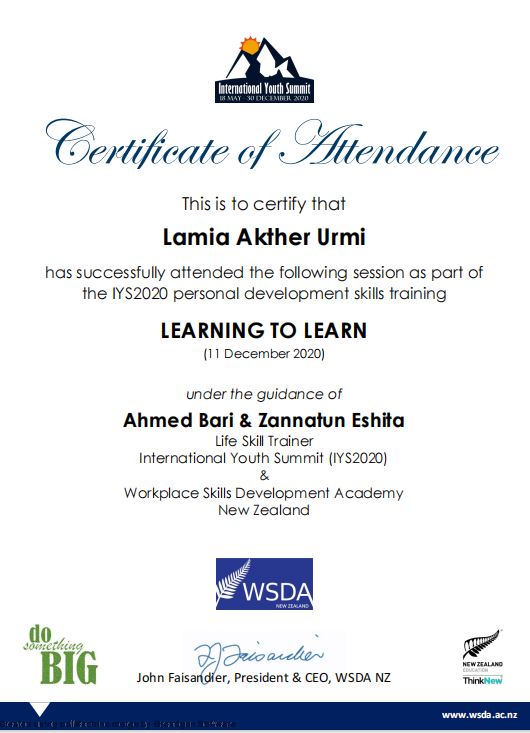 International Youth Summit
18 MAY - 30 DECEMBER 2020
Certificate of Attendance
This is to certify that
Lamia Akther Urmi
has successfully attended the following session as part of
the IYS2020 personal development skills training
LEARNING TO LEARN
(11 December 2020)
under the guidance of
Ahmed Bari & Zannatun Eshita
Life Skill Trainer
International Youth Summit (IYS2020)
&
Workplace Skills Development Academy
New Zealand
WSDA
NEW ZEALAND
do
something
BIG
John Faisandier, President & CEO, WSDA NZ
NEW ZEALAND
EDUCATION
ThinkNew
www.wsda.ac.nz